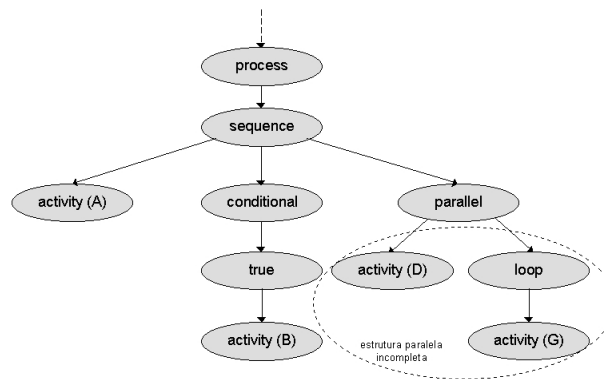 process
sequence
activity (A)
conditional
parallel
true
activity (D)
loop
activity (B)
estrutura paralela
incompleta
activity (G)